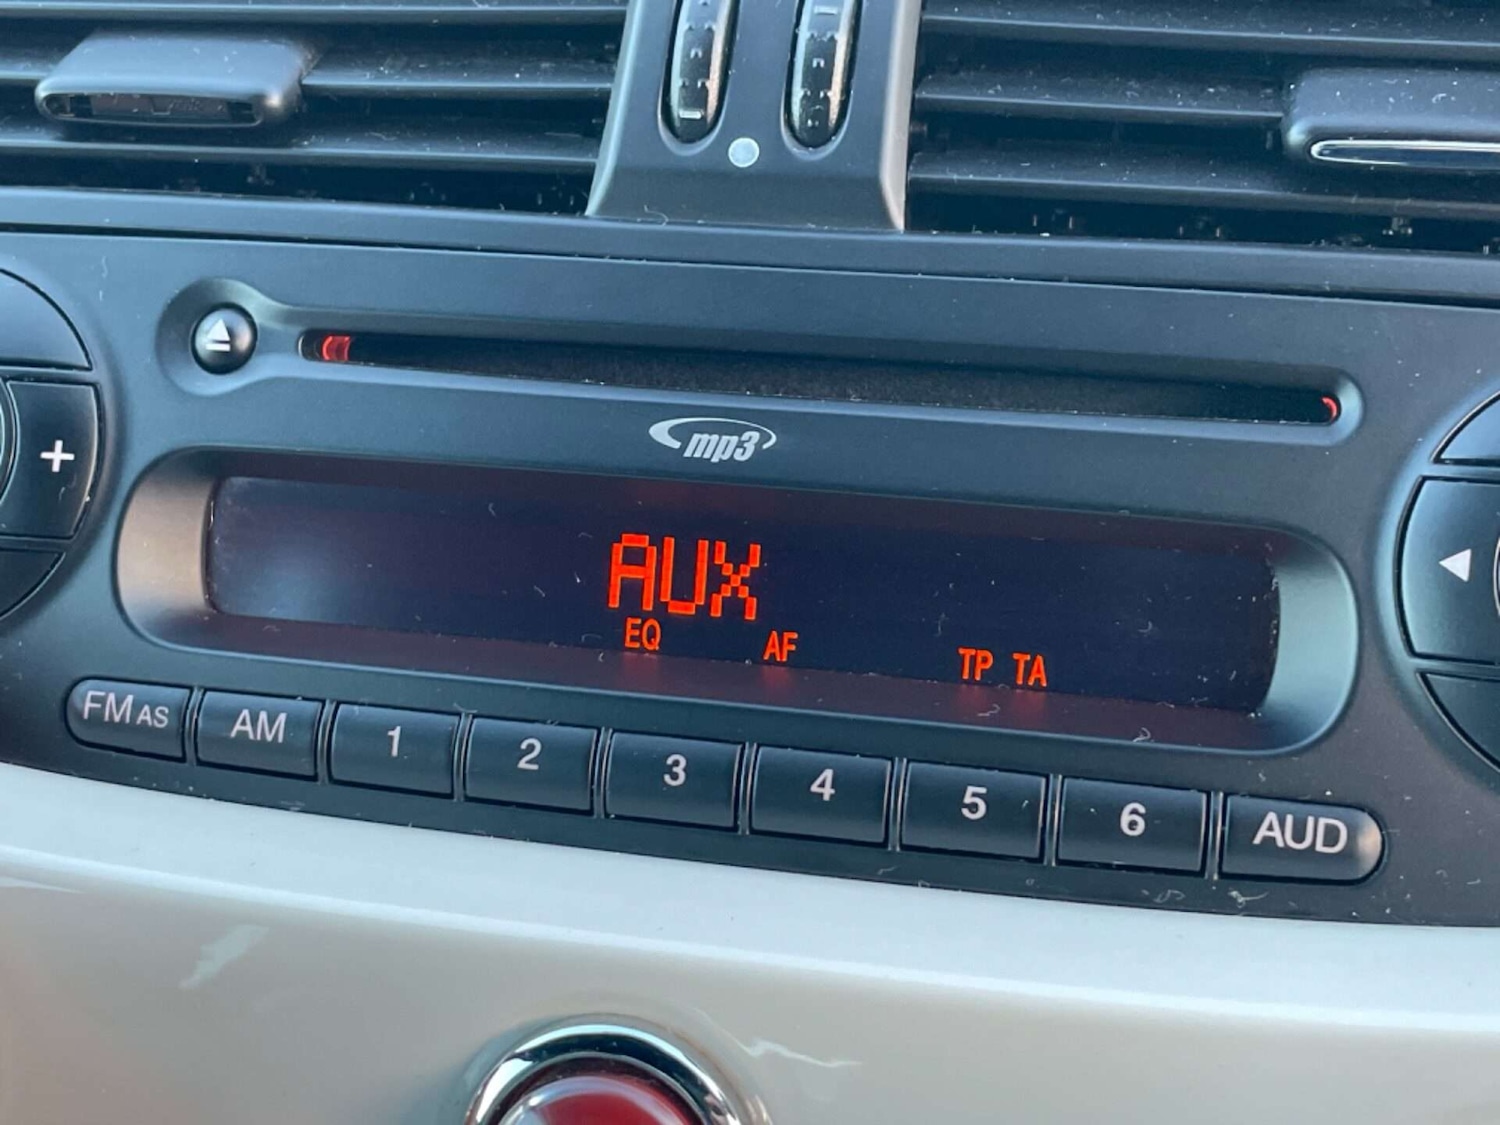 +
mp3
AUX
EQ AF TP TA
FM AS AM 1 2 3 4 5 6 AUD